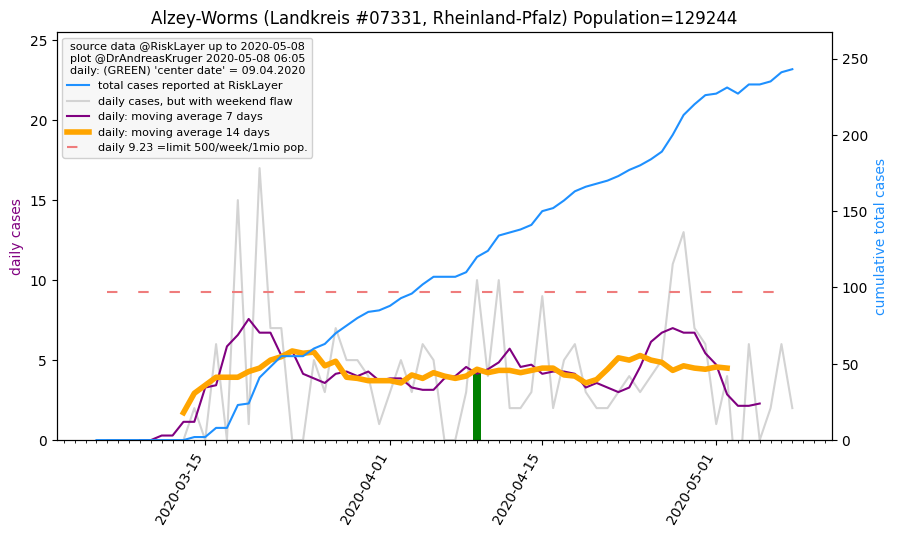 Alzey-Worms (Landkreis #07331, Rheinland-Pfalz) Population=129244
source data @RiskLayer up to 2020-05-08
plot @DrAndreasKruger 2020-05-08 06:05
daily: (GREEN) 'center date' = 09.04.2020
total cases reported at RiskLayer
daily cases, but with weekend flaw
daily: moving average 7 days
daily: moving average 14 days
daily 9.23 =limit 500/week/1mio pop.
daily cases
25
20
15
10
5
0
cumulative total cases
250
200
150
100
50
0
2020-03-15
2020-04-01
2020-04-15
2020-05-01